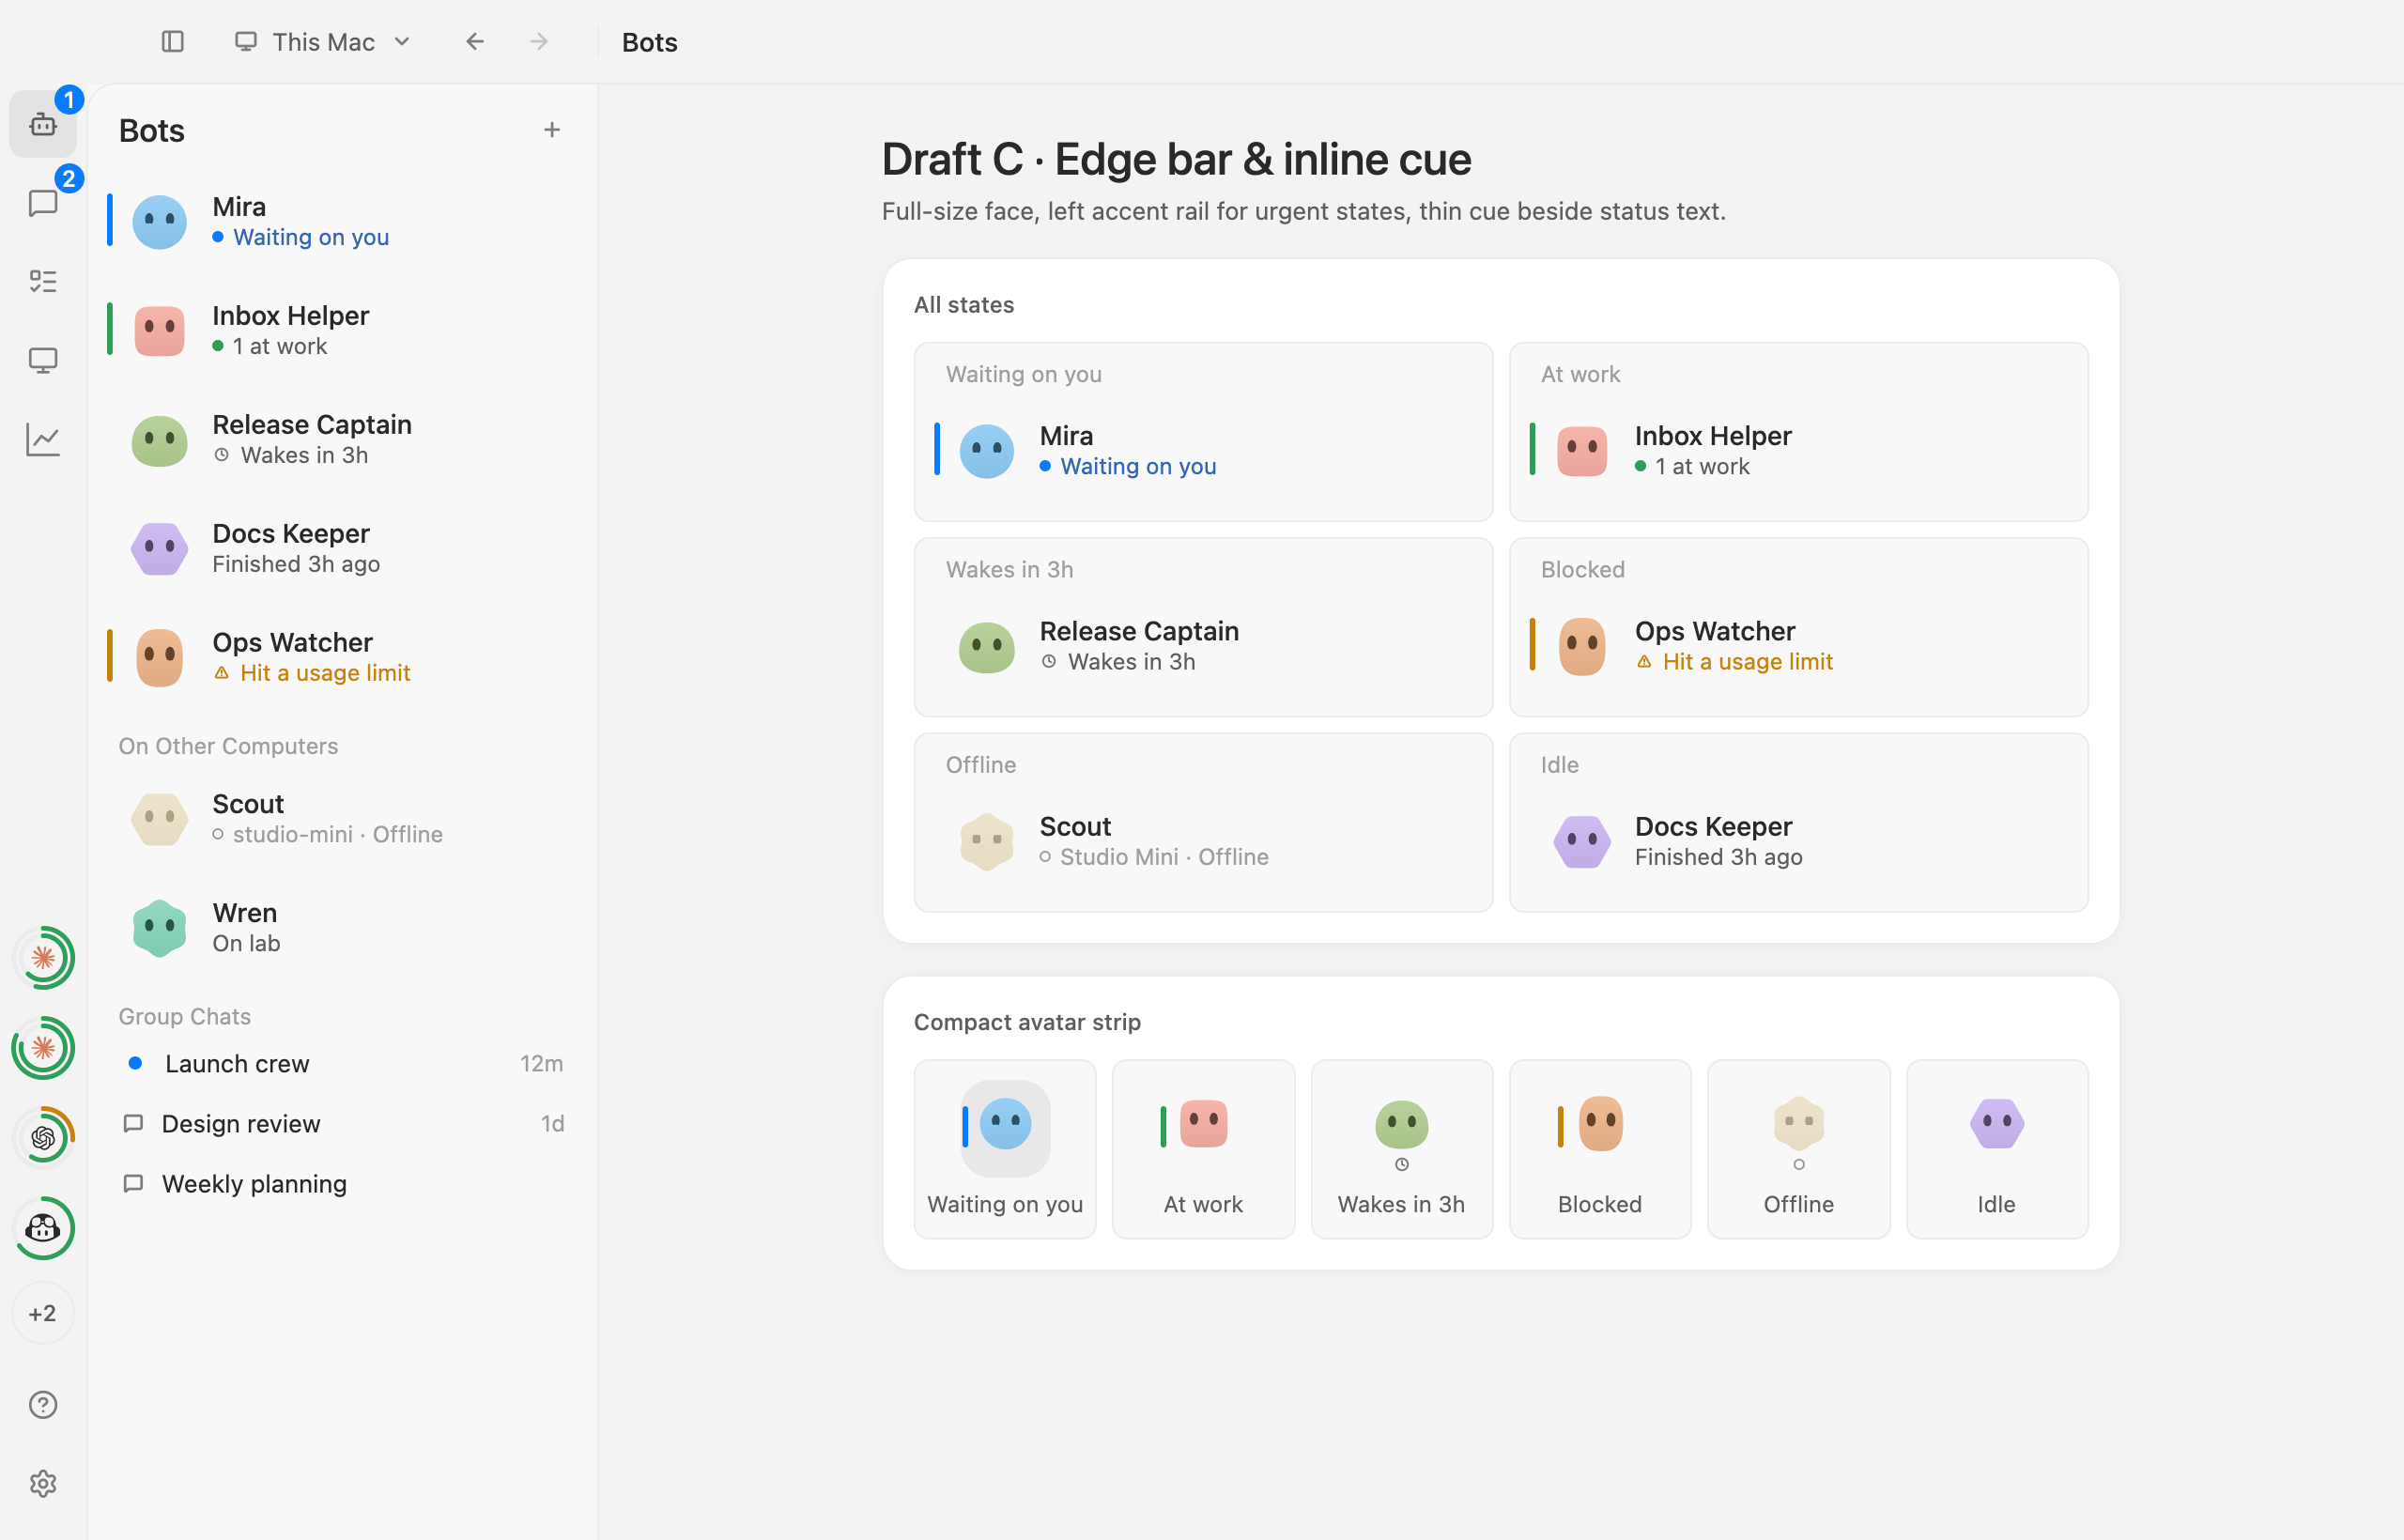 This Mac
Bots
1
2
Bots
Mira
Waiting on you
Inbox Helper
1 at work
Release Captain
Wakes in 3h
Docs Keeper
Finished 3h ago
Ops Watcher
Hit a usage limit
On Other Computers
Scout
studio-mini · Offline
Wren
On lab
Group Chats
Launch crew 12m
Design review 1d
Weekly planning
+2
Draft C · Edge bar & inline cue
Full-size face, left accent rail for urgent states, thin cue beside status text.
All states
Waiting on you
Mira
Waiting on you
At work
Inbox Helper
1 at work
Wakes in 3h
Release Captain
Wakes in 3h
Blocked
Ops Watcher
Hit a usage limit
Offline
Scout
Studio Mini · Offline
Idle
Docs Keeper
Finished 3h ago
Compact avatar strip
Waiting on you
At work
Wakes in 3h
Blocked
Offline
Idle